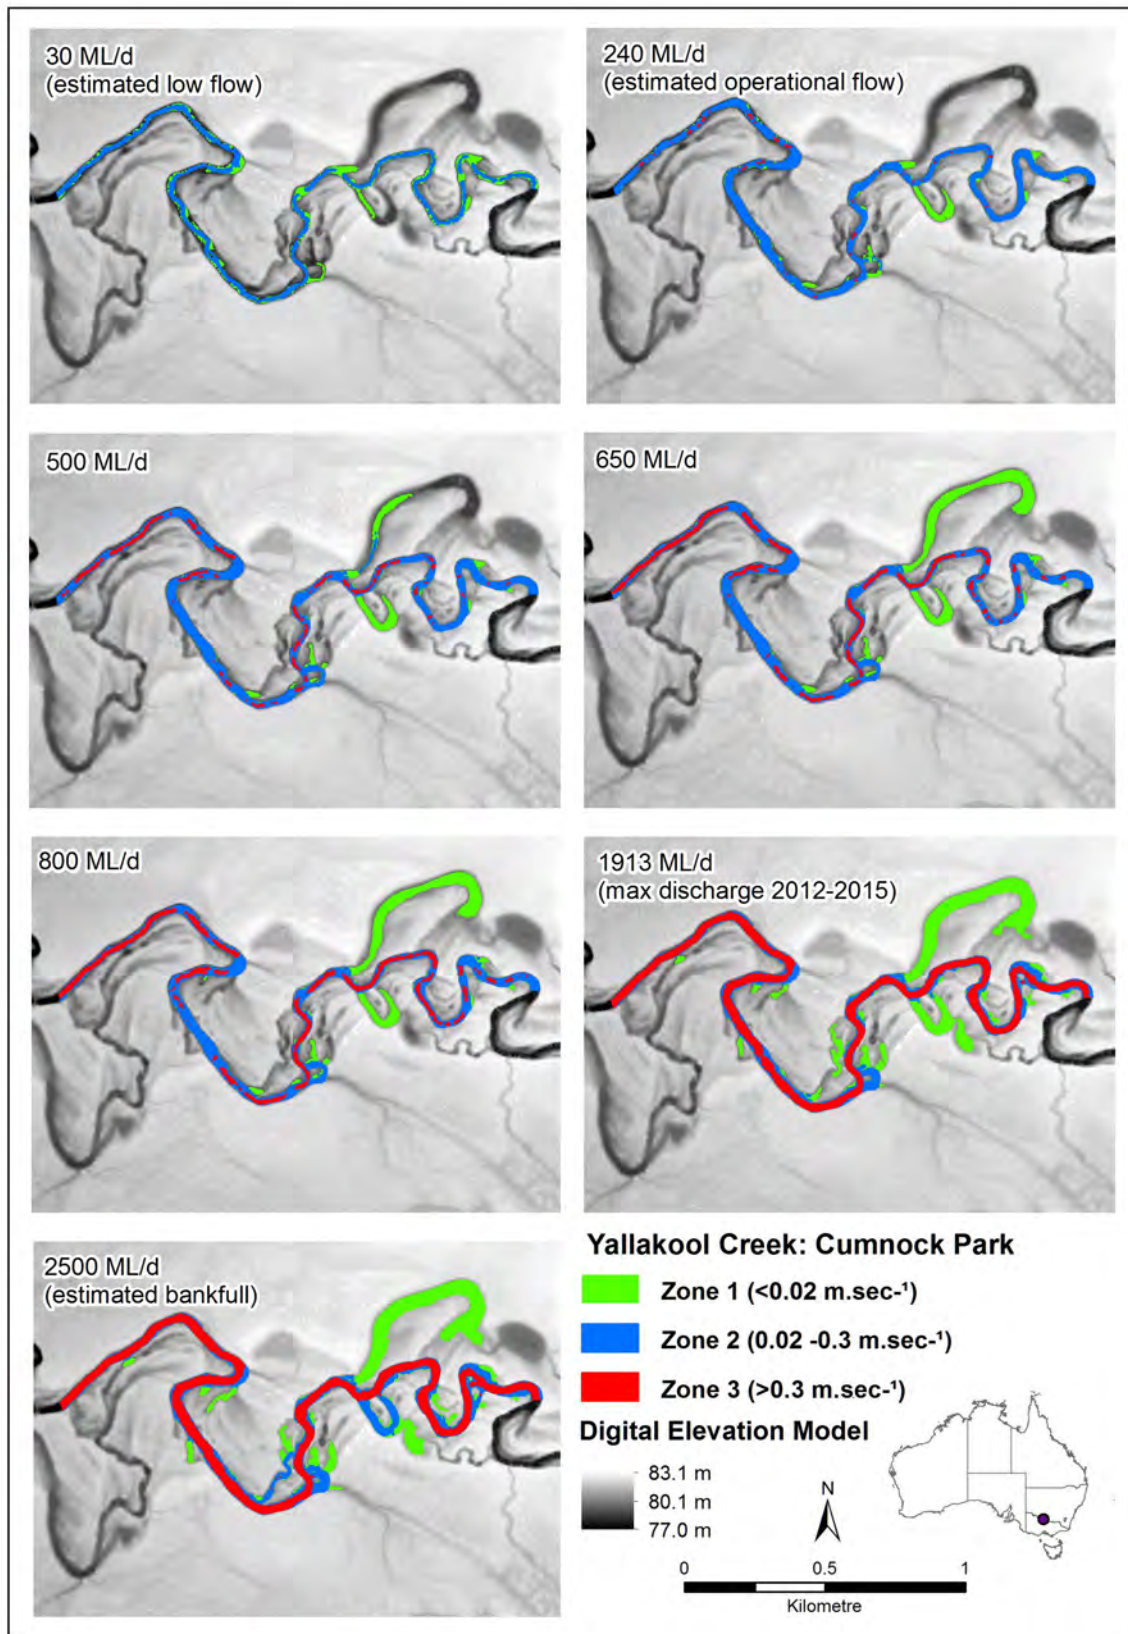 30 ML/d
(estimated low flow)
240 ML/d
(estimated operational flow)
500 ML/d
650 ML/d
800 ML/d
1913 ML/d
(max discharge 2012-2015)
2500 ML/d
(estimated bankfull)
Yallakool Creek: Cumnock Park
Zone 1 (<0.02 m.sec-¹)
Zone 2 (0.02 -0.3 m.sec-¹)
Zone 3 (>0.3 m.sec-¹)
Digital Elevation Model
83.1 m
80.1 m
77.0 m
N
0 0.5 1
Kilometre